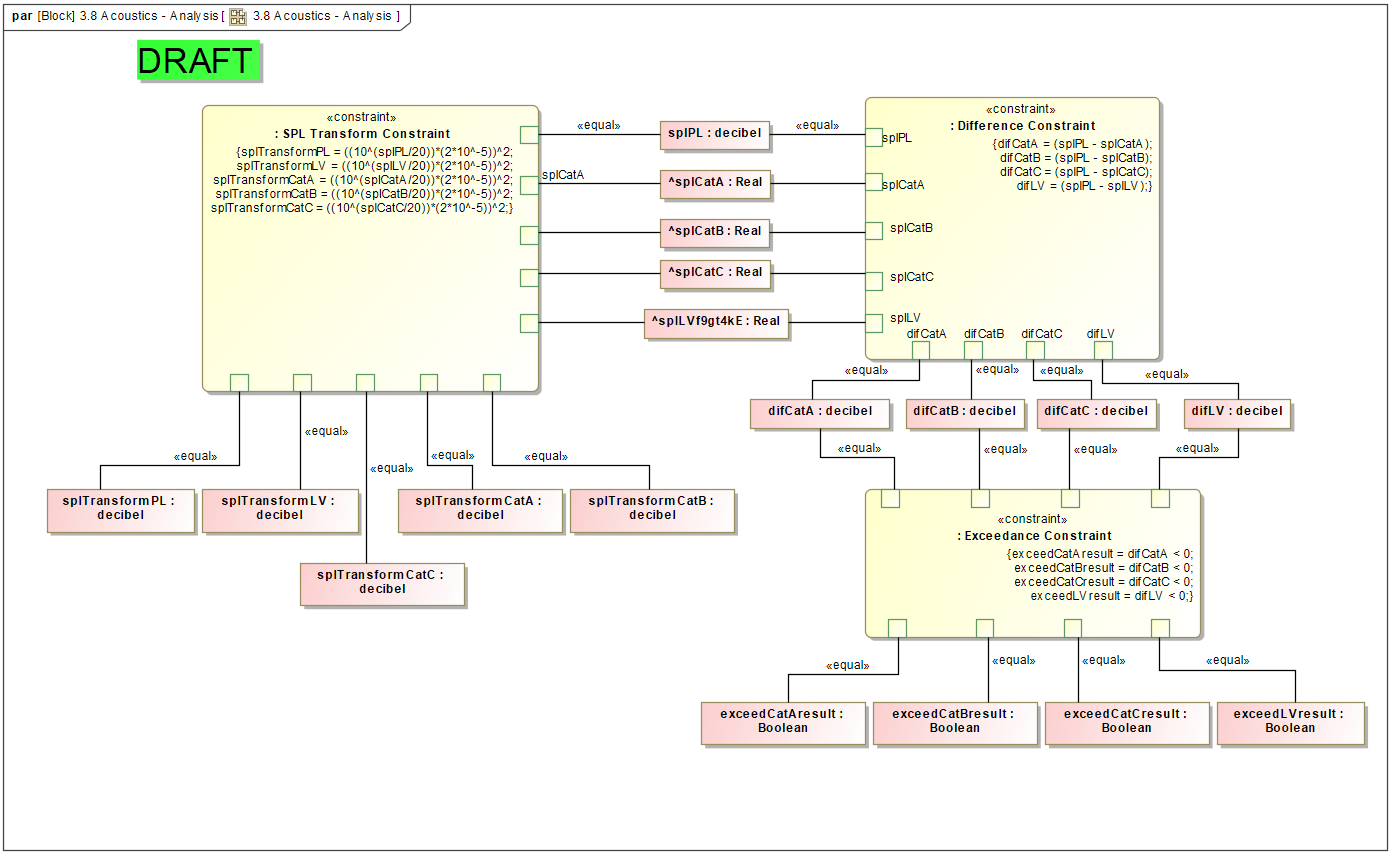 par [Block] 3.8 Acoustics - Analysis [ 3.8 Acoustics - Analysis ]
DRAFT
«constraint»
: SPL Transform Constraint
{splTransformPL = ((10^(splPL/20))*(2*10^-5))^2;
splTransformLV = ((10^(splLV/20))*(2*10^-5))^2;
splTransformCatA = ((10^(splCatA/20))*(2*10^-5))^2;
splTransformCatB = ((10^(splCatB/20))*(2*10^-5))^2;
splTransformCatC = ((10^(splCatC/20))*(2*10^-5))^2;}
«equal»
splPL : decibel
«equal»
splCatA
^splCatA : Real
^splCatB : Real
^splCatC : Real
^splLVf9gt4kE : Real
«constraint»
: Difference Constraint
{difCatA = (splPL - splCatA);
difCatB = (splPL - splCatB);
difCatC = (splPL - splCatC);
difLV = (splPL - splLV);}
splPL
splCatA
splCatB
splCatC
splLV
difCatA
difCatB
difCatC
difLV
«equal»
«equal»
«equal»
«equal»
difCatA : decibel
difCatB : decibel
difCatC : decibel
difLV : decibel
«equal»
«equal»
«equal»
«equal»
«equal»
«equal»
«equal»
«equal»
«equal»
splTransformPL :
decibel
splTransformLV :
decibel
splTransformCatA :
decibel
splTransformCatB :
decibel
splTransformCatC :
decibel
«constraint»
: Exceedance Constraint
{exceedCatAresult = difCatA < 0;
exceedCatBresult = difCatB < 0;
exceedCatCresult = difCatC < 0;
exceedLVresult = difLV < 0;}
«equal»
«equal»
«equal»
«equal»
exceedCatAresult :
Boolean
exceedCatBresult :
Boolean
exceedCatCresult :
Boolean
exceedLVresult :
Boolean